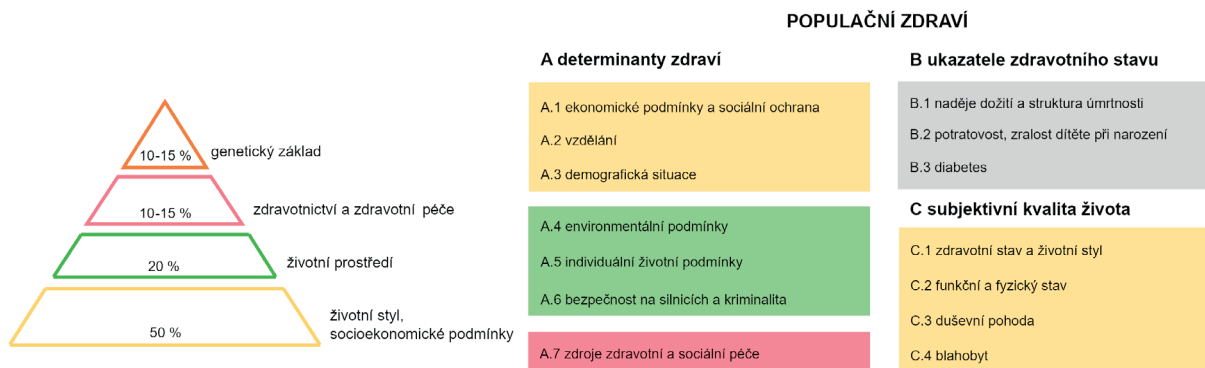 10-15 %
genetický základ
10-15 %
zdravotnictví a zdravotní péče
20 %
životní prostředí
50 %
životní styl,
socioekonomické podmínky
POPULAČNÍ ZDRAVÍ
A determinanty zdraví
A.1 ekonomické podmínky a sociální ochrana
A.2 vzdělání
A.3 demografická situace
A.4 environmentální podmínky
A.5 individuální životní podmínky
A.6 bezpečnost na silnicích a kriminalita
A.7 zdroje zdravotní a sociální péče
B ukazatele zdravotního stavu
B.1 naděje dožití a struktura úmrtnosti
B.2 potratovost, zralost dítěte při narození
B.3 diabetes
C subjektivní kvalita života
C.1 zdravotní stav a životní styl
C.2 funkční a fyzický stav
C.3 duševní pohoda
C.4 blahobyt